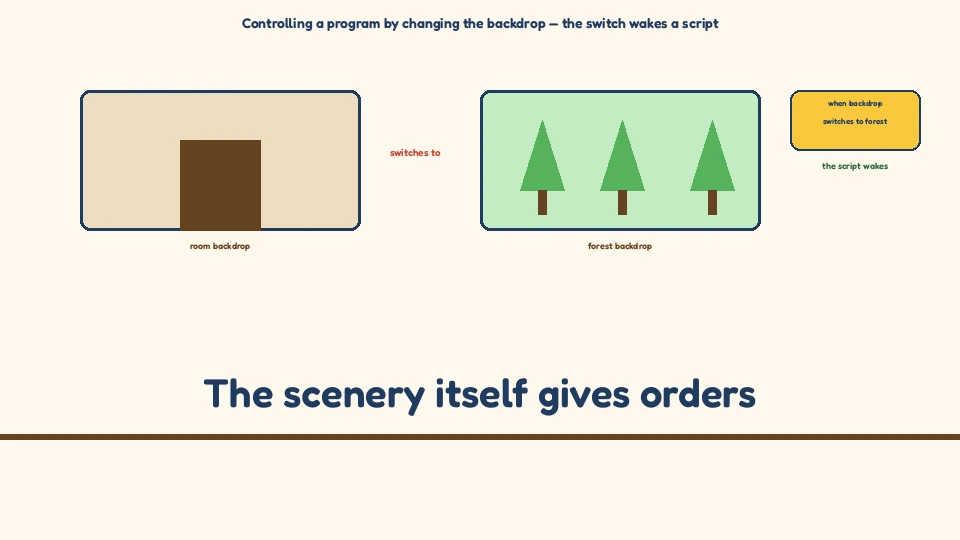 Controlling a program by changing the backdrop — the switch wakes a script
when backdrop
switches to forest
switches to
the script wakes
room backdrop
forest backdrop
The scenery itself gives orders